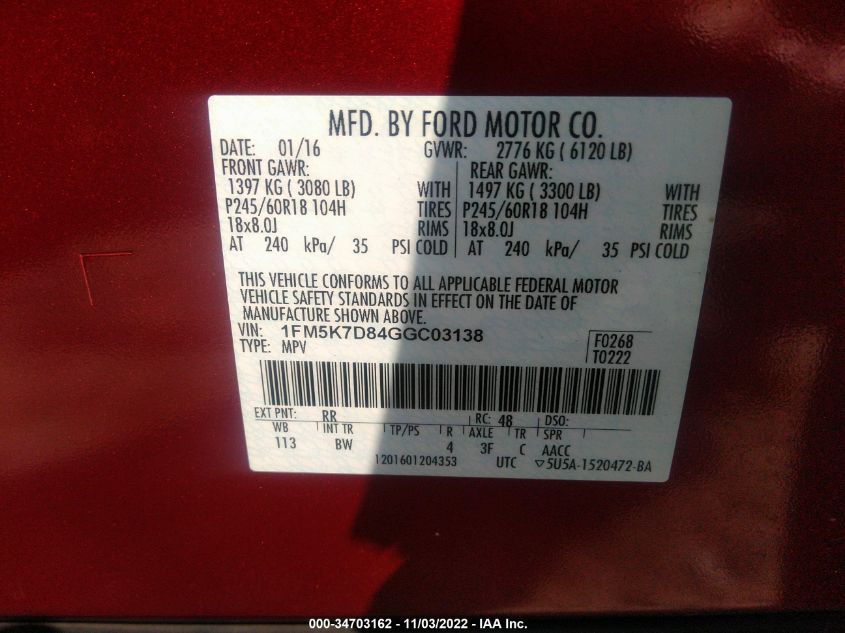 MFD. BY FORD MOTOR CO.
DATE: 01/16 GVWR: 2776 KG ( 6120 LB)
FRONT GAWR: REAR GAWR:
1397 KG ( 3080 LB) WITH 1497 KG ( 3300 LB) WITH
P245/60R18 104H TIRES P245/60R18 104H TIRES
18x8.0J RIMS 18x8.0J RIMS
AT 240 kPa/ 35 PSI COLD AT 240 kPa/ 35 PSI COLD
THIS VEHICLE CONFORMS TO ALL APPLICABLE FEDERAL MOTOR
VEHICLE SAFETY STANDARDS IN EFFECT ON THE DATE OF
MANUFACTURE SHOWN ABOVE.
VIN: 1FM5K7D84GGC03138 F0268
TYPE: MPV T0222
EXT PNT: RR RC: 48 DSO:
WB INT TR TP/PS R AXLE TR SPR
113 BW 4 3F C AACC
1201601204353 UTC ▽5U5A-1520472-BA
000-34703162 - 11/03/2022 - IAA Inc.